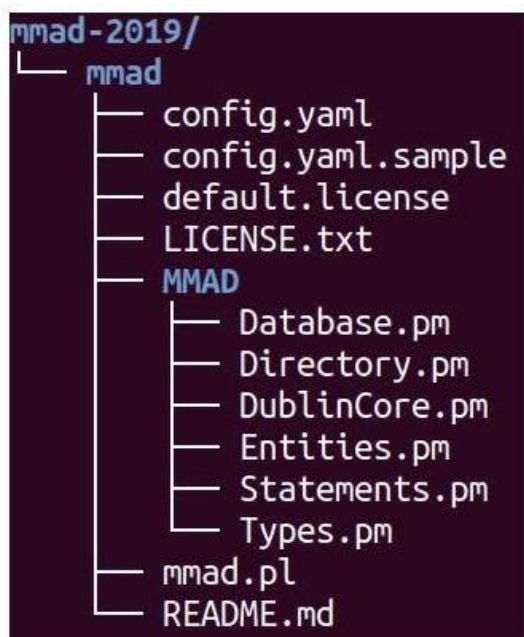 mmad-2019/
└── mmad
├── config.yaml
├── config.yaml.sample
├── default.license
├── LICENSE.txt
├── MMAD
├── Database.pm
├── Directory.pm
├── DublinCore.pm
├── Entities.pm
├── Statements.pm
└── Types.pm
├── mmad.pl
└── README.md